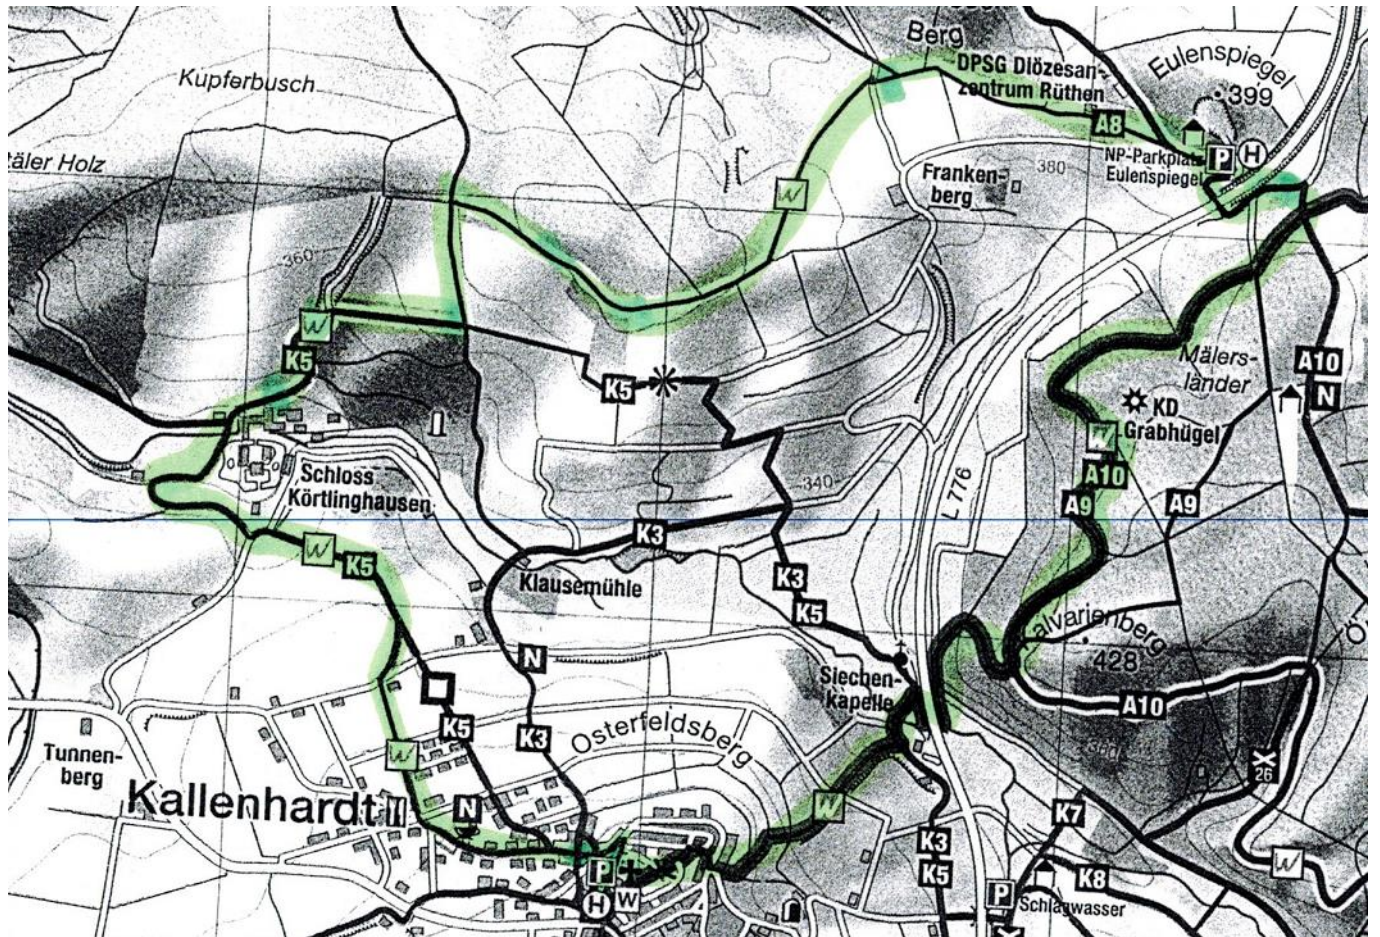 Berg
DPSG Diözesan-
zentrum Rüthen
Eulenspiegel
399
Kupferbusch
A8
P
H
NP-Parkplatz
Eulenspiegel
täler Holz
380
Franken-
berg
W
360
W
K5
K5
Mälers-
länder
A10
N
KD
Grabhügel
W
A10
A9
A9
Schloss
Körtlinghausen
340
L 776
K3
W
K5
Klausemühle
K3
K5
Kalvarienberg
428
N
Siechen-
kapelle
A10
K5
K3
Osterfeldsberg
W
Tunnen-
berg
26
Kallenhardt
N
W
K7
K3
K5
W
P
W
H
K8
P
Schlagwasser